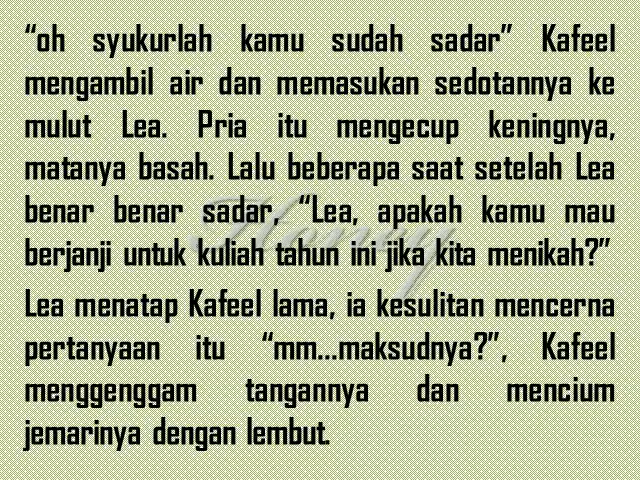 “oh syukurlah kamu sudah sadar” Kafeel
mengambil air dan memasukan sedotannya ke
mulut Lea. Pria itu mengecup keningnya,
matanya basah. Lalu beberapa saat setelah Lea
benar benar sadar, “Lea, apakah kamu mau
berjanji untuk kuliah tahun ini jika kita menikah?”
Lea menatap Kafeel lama, ia kesulitan mencerna
pertanyaan itu “mm...maksudnya?”, Kafeel
menggenggam tangannya dan mencium
jemarinya dengan lembut.
Honey